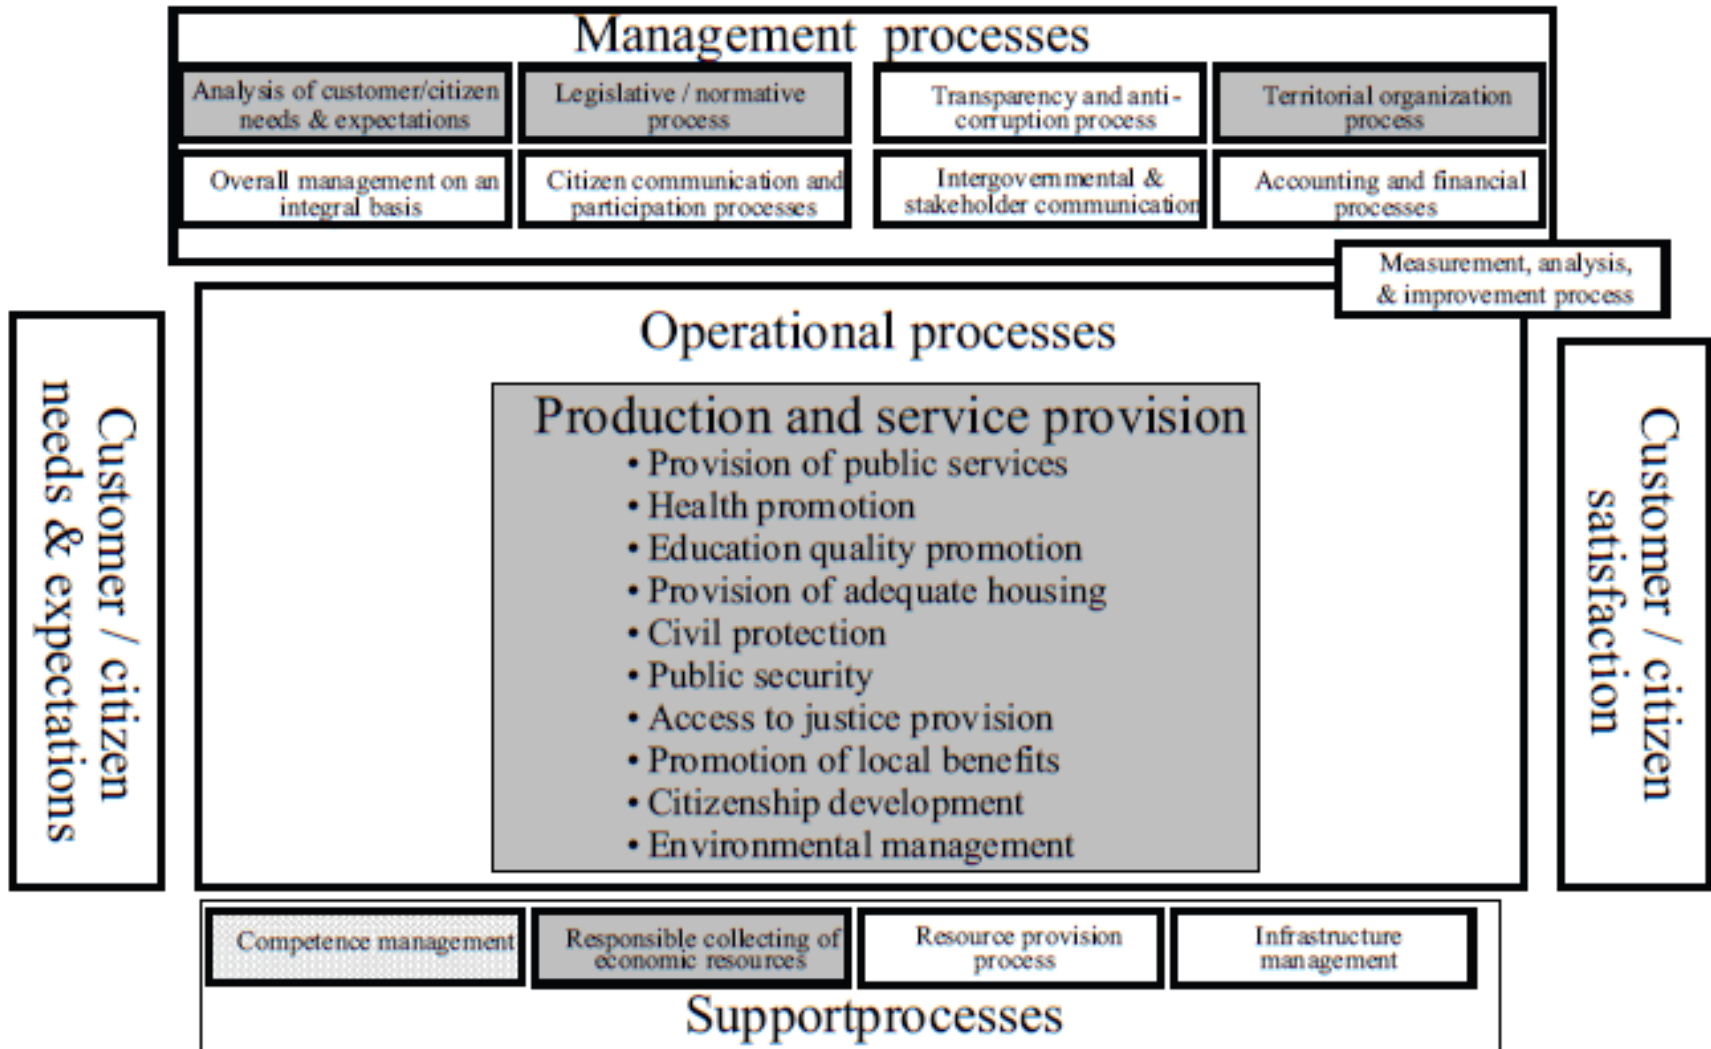 Management processes
Analysis of customer/citizen
needs & expectations
Legislative / normative
process
Transparency and anti-
corruption process
Territorial organization
process
Overall management on an
integral basis
Citizen communication and
participation processes
Intergovernmental &
stakeholder communication
Accounting and financial
processes
Measurement, analysis,
& improvement process
Customer / citizen
needs & expectations
Operational processes
Production and service provision
• Provision of public services
• Health promotion
• Education quality promotion
• Provision of adequate housing
• Civil protection
• Public security
• Access to justice provision
• Promotion of local benefits
• Citizenship development
• Environmental management
Customer / citizen
satisfaction
Competence management
Responsible collecting of
economic resources
Resource provision
process
Infrastructure
management
Supportprocesses